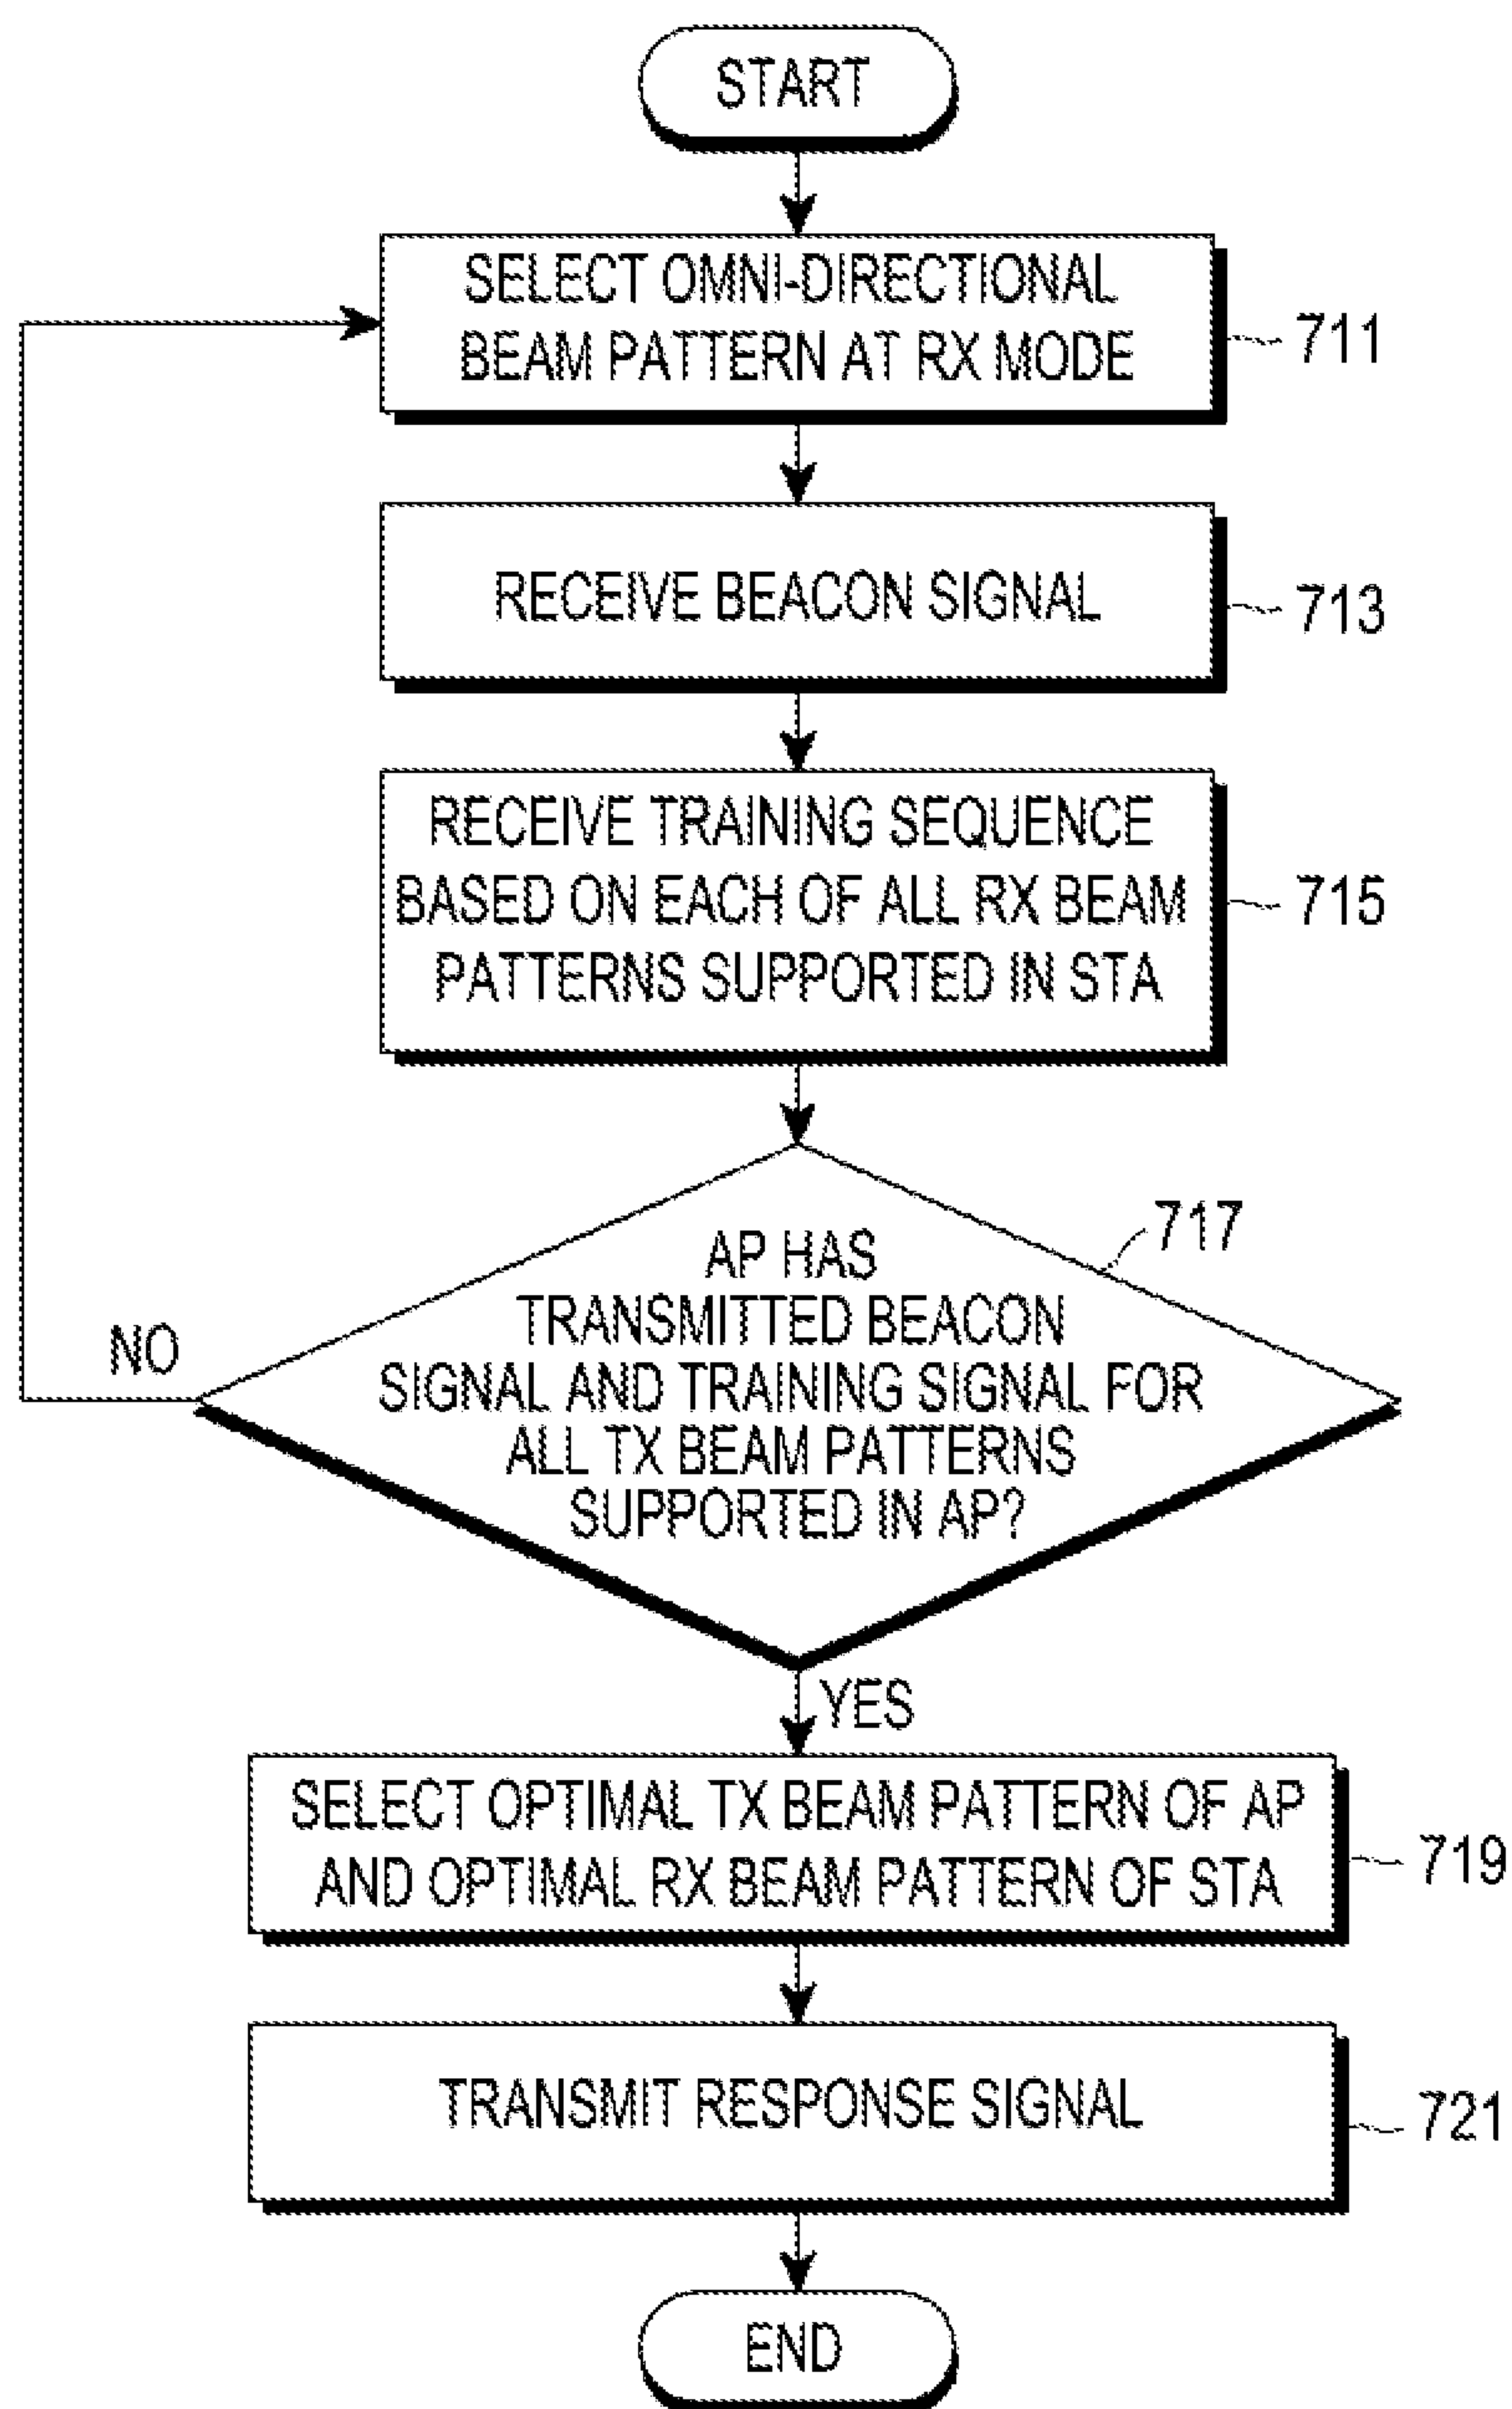 START
SELECT OMNI-DIRECTIONAL
BEAM PATTERN AT RX MODE
711
RECEIVE BEACON SIGNAL
713
RECEIVE TRAINING SEQUENCE
BASED ON EACH OF ALL RX BEAM
PATTERNS SUPPORTED IN STA
715
717
AP HAS
TRANSMITTED BEACON
SIGNAL AND TRAINING SIGNAL FOR
ALL TX BEAM PATTERNS
SUPPORTED IN AP?
NO
YES
SELECT OPTIMAL TX BEAM PATTERN OF AP
AND OPTIMAL RX BEAM PATTERN OF STA
719
TRANSMIT RESPONSE SIGNAL
721
END